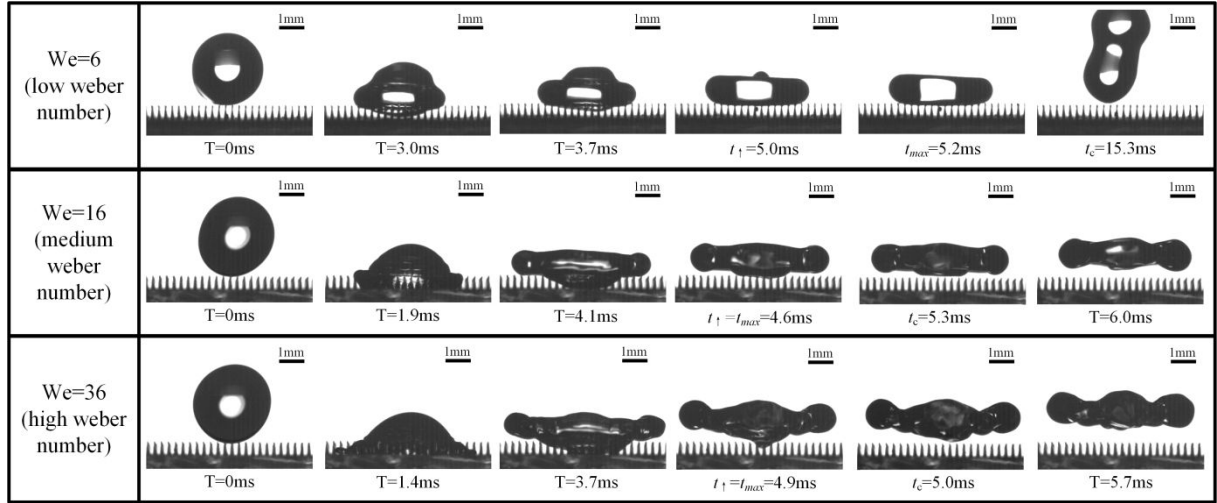 We=6
(low weber
number)
1mm 1mm 1mm 1mm 1mm 1mm
T=0ms T=3.0ms T=3.7ms t↑=5.0ms tmax=5.2ms tc=15.3ms
We=16
(medium
weber
number)
1mm 1mm 1mm 1mm 1mm 1mm
T=0ms T=1.9ms T=4.1ms t↑=tmax=4.6ms tc=5.3ms T=6.0ms
We=36
(high weber
number)
1mm 1mm 1mm 1mm 1mm 1mm
T=0ms T=1.4ms T=3.7ms t↑=tmax=4.9ms tc=5.0ms T=5.7ms